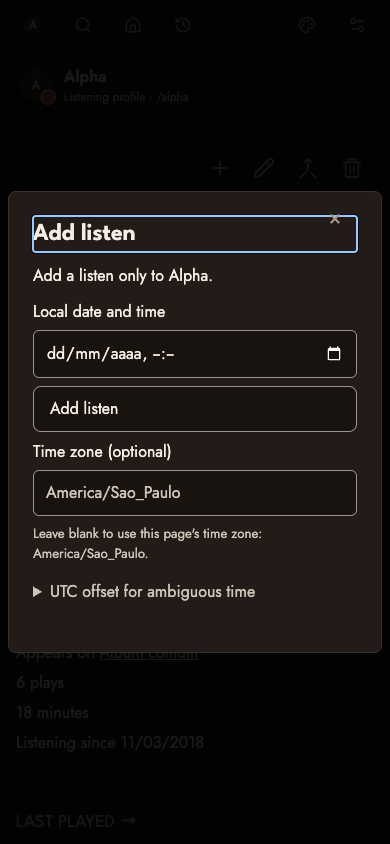 A
A
Alpha
Listening profile · /alpha
Add listen
×
Add a listen only to Alpha.
Local date and time
dd/mm/aaaa, --:--
Add listen
Time zone (optional)
America/Sao_Paulo
Leave blank to use this page's time zone:
America/Sao_Paulo.
▶ UTC offset for ambiguous time
Appears on Album comum
6 plays
18 minutes
Listening since 11/03/2018
LAST PLAYED →